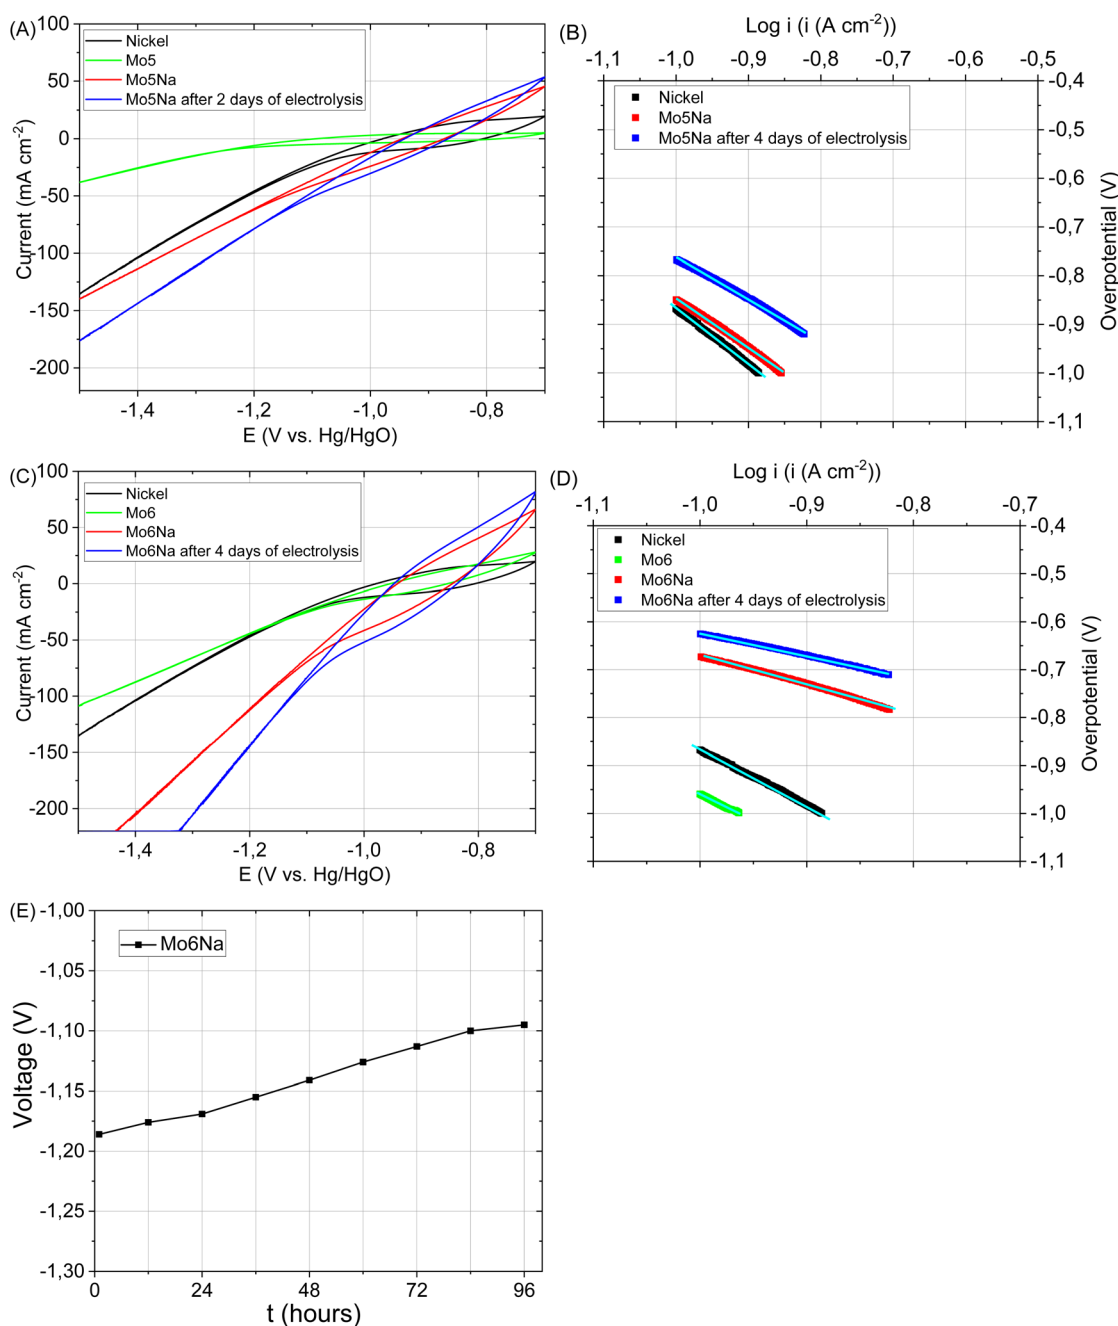 (A)
100
50
0
-50
-100
-150
-200
Current (mA cm-2)
Nickel
Mo5
Mo5Na
Mo5Na after 2 days of electrolysis
-1,4
-1,2
-1,0
-0,8
E (V vs. Hg/HgO)
(B)
Log i (i (A cm-2))
-1,1
-1,0
-0,9
-0,8
-0,7
-0,6
-0,5
Nickel
Mo5Na
Mo5Na after 4 days of electrolysis
-0,4
-0,5
-0,6
-0,7
-0,8
-0,9
-1,0
-1,1
Overpotential (V)
(C)
100
50
0
-50
-100
-150
-200
Current (mA cm-2)
Nickel
Mo6
Mo6Na
Mo6Na after 4 days of electrolysis
-1,4
-1,2
-1,0
-0,8
E (V vs. Hg/HgO)
(D)
Log i (i (A cm-2))
-1,1
-1,0
-0,9
-0,8
-0,7
Nickel
Mo6
Mo6Na
Mo6Na after 4 days of electrolysis
-0,4
-0,5
-0,6
-0,7
-0,8
-0,9
-1,0
-1,1
Overpotential (V)
(E)
-1,00
-1,05
-1,10
-1,15
-1,20
-1,25
-1,30
Voltage (V)
Mo6Na
0
24
48
72
96
t (hours)